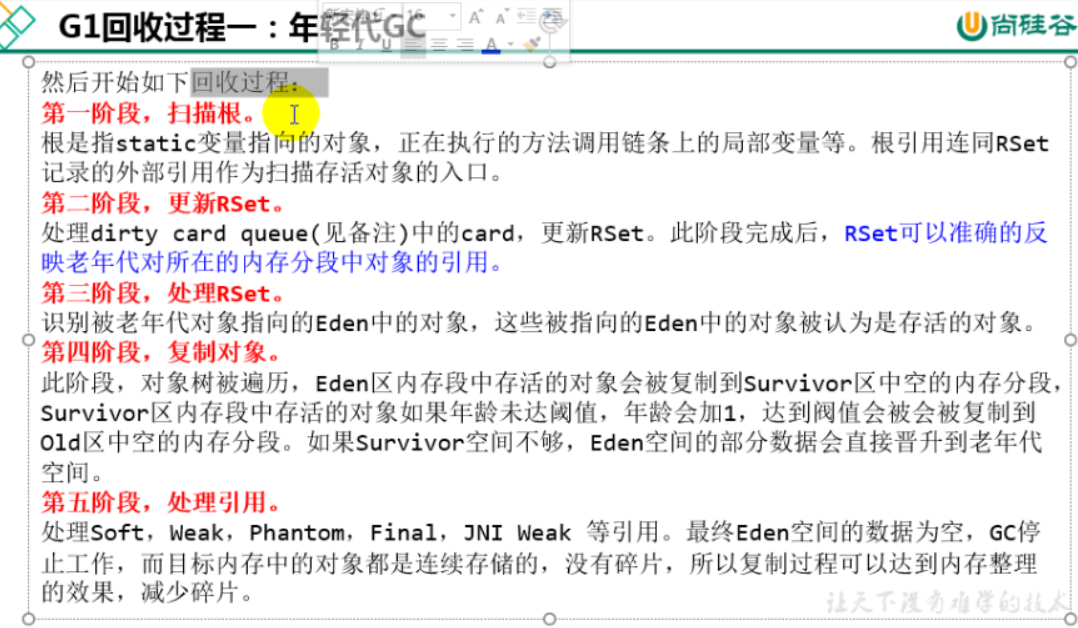 G1回收过程一：年轻代GC
16
B I U
A
尚硅谷
然后开始如下回收过程：
第一阶段，扫描根。
根是指static变量指向的对象，正在执行的方法调用链条上的局部变量等。根引用连同RSet
记录的外部引用作为扫描存活对象的入口。
第二阶段，更新RSet。
处理dirty card queue(见备注)中的card，更新RSet。此阶段完成后，RSet可以准确的反
映老年代对所在的内存分段中对象的引用。
第三阶段，处理RSet。
识别被老年代对象指向的Eden中的对象，这些被指向的Eden中的对象被认为是存活的对象。
第四阶段，复制对象。
此阶段，对象树被遍历，Eden区内存段中存活的对象会被复制到Survivor区中空的内存分段，
Survivor区内存段中存活的对象如果年龄未达阈值，年龄会加1，达到阀值会被会被复制到
Old区中空的内存分段。如果Survivor空间不够，Eden空间的部分数据会直接晋升到老年代
空间。
第五阶段，处理引用。
处理Soft，Weak，Phantom，Final，JNI Weak 等引用。最终Eden空间的数据为空，GC停
止工作，而目标内存中的对象都是连续存储的，没有碎片，所以复制过程可以达到内存整理
的效果，减少碎片。
让天下没有难学的技术